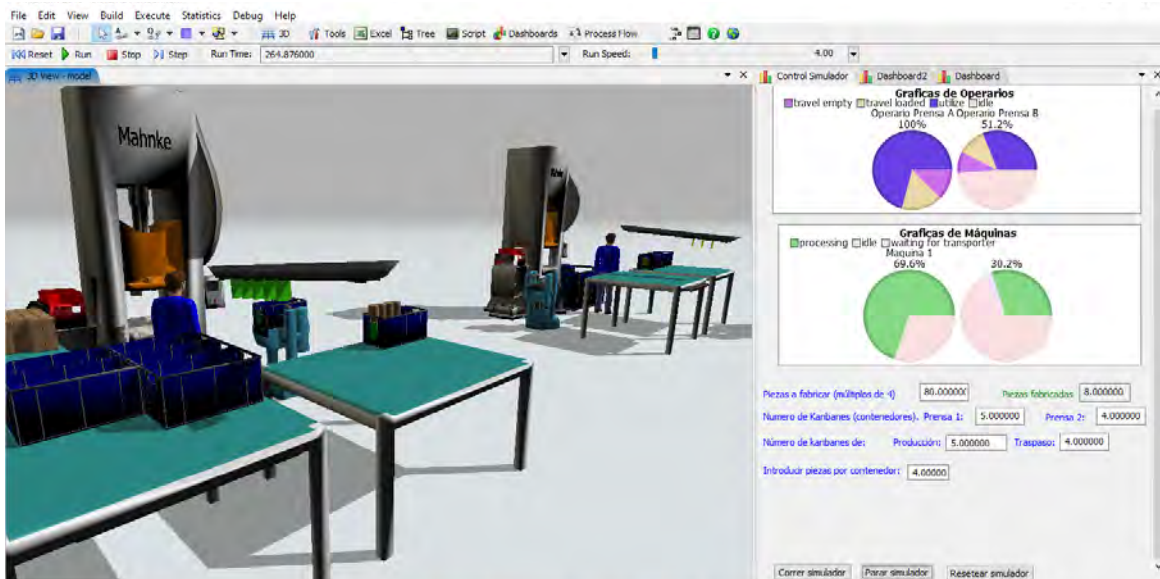 File Edit View Build Execute Statistics Debug Help
3D Tools Excel Tree Script Dashboards Process Flow
Reset Run Stop Step Run Time: 264.876000 Run Speed: 4.00
3D View - model
Control Simulador Dashboard2 Dashboard
Mahnke
Graficas de Operarios
travel empty travel loaded utilize idle
Operario Prensa A Operario Prensa B
100% 51.2%
Graficas de Máquinas
processing idle waiting for transporter
Maquina 1
69.6% 30.2%
Piezas a fabricar (múltiplos de 4) 80.000000 Piezas fabricadas 8.000000
Numero de Kanbanes (contenedores). Prensa 1: 5.000000 Prensa 2: 4.000000
Número de kanbanes de: Producción: 5.000000 Traspaso: 4.000000
Introducir piezas por contenedor: 4.00000
Correr simulador Parar simulador Resetear simulador